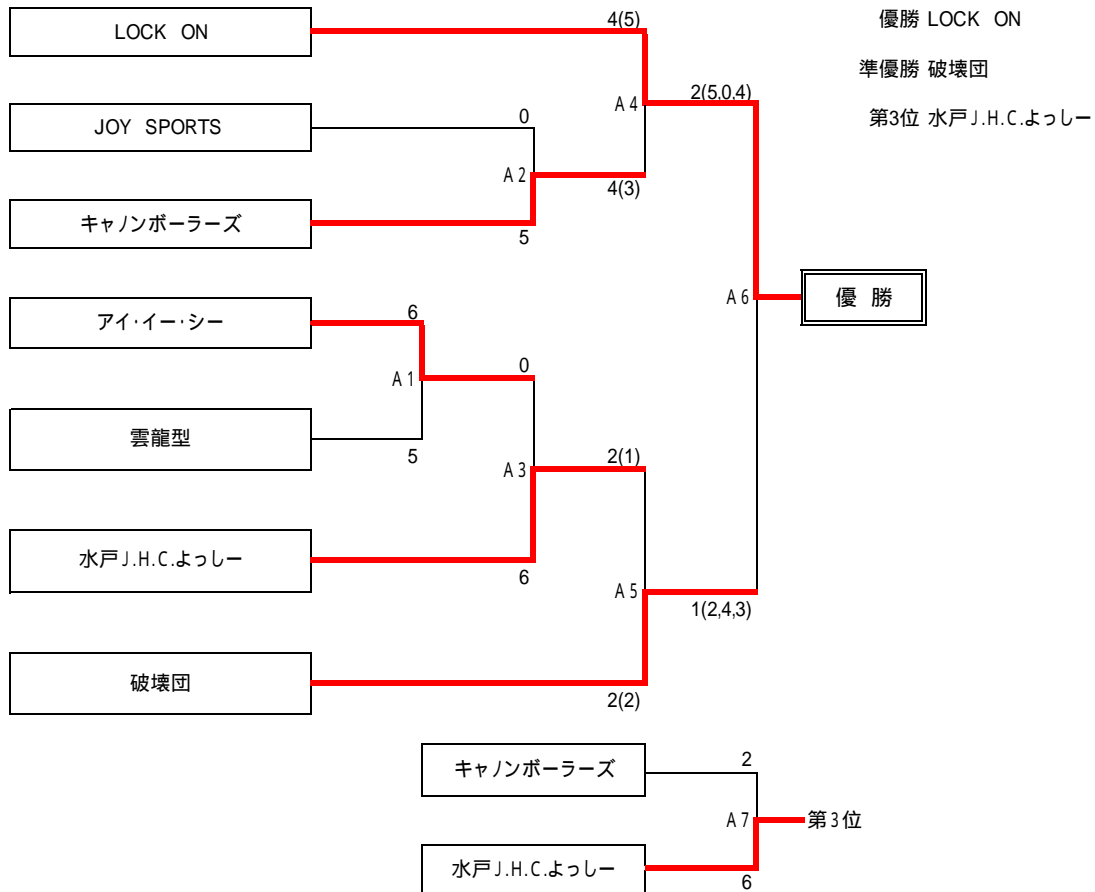 LOCK ON
4(5)
優勝 LOCK ON
準優勝 破壊団
A4
2(5,0,4)
第3位 水戸J.H.C.よっしー
JOY SPORTS
0
A2
4(3)
キャノンボーラーズ
5
アイ・イー・シー
6
A6
優 勝
A1
0
雲龍型
5
A3
2(1)
水戸J.H.C.よっしー
6
A5
1(2,4,3)
破壊団
2(2)
キャノンボーラーズ
2
A7
第3位
水戸J.H.C.よっしー
6